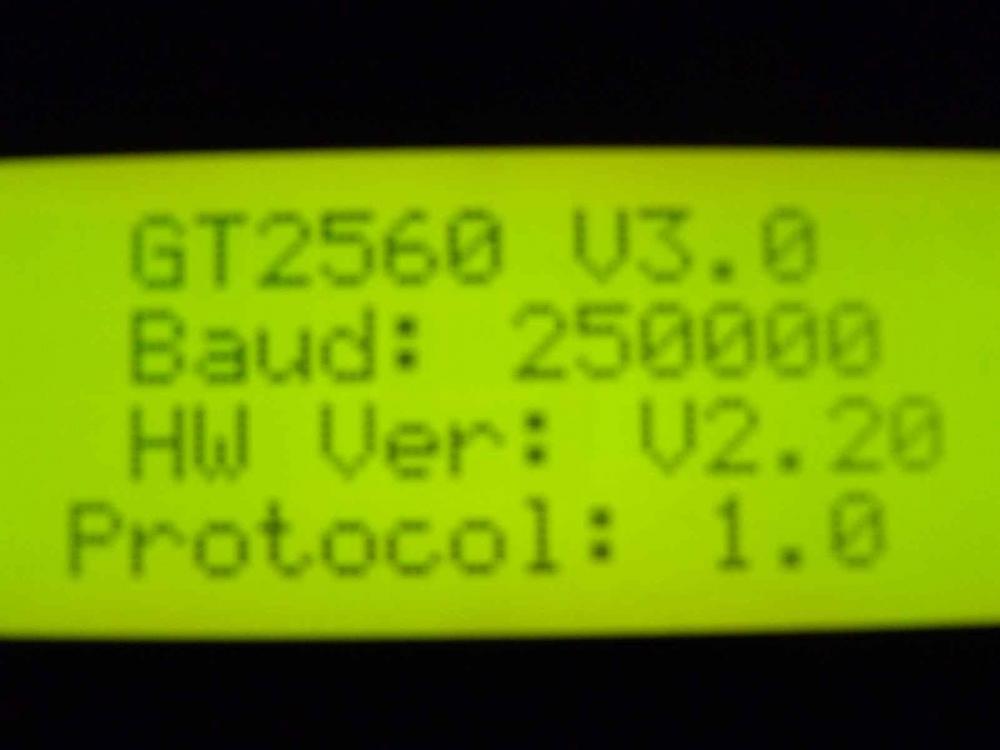 GT2560 V3.0
Baud: 250000
HW Ver: V2.20
Protocol: 1.0